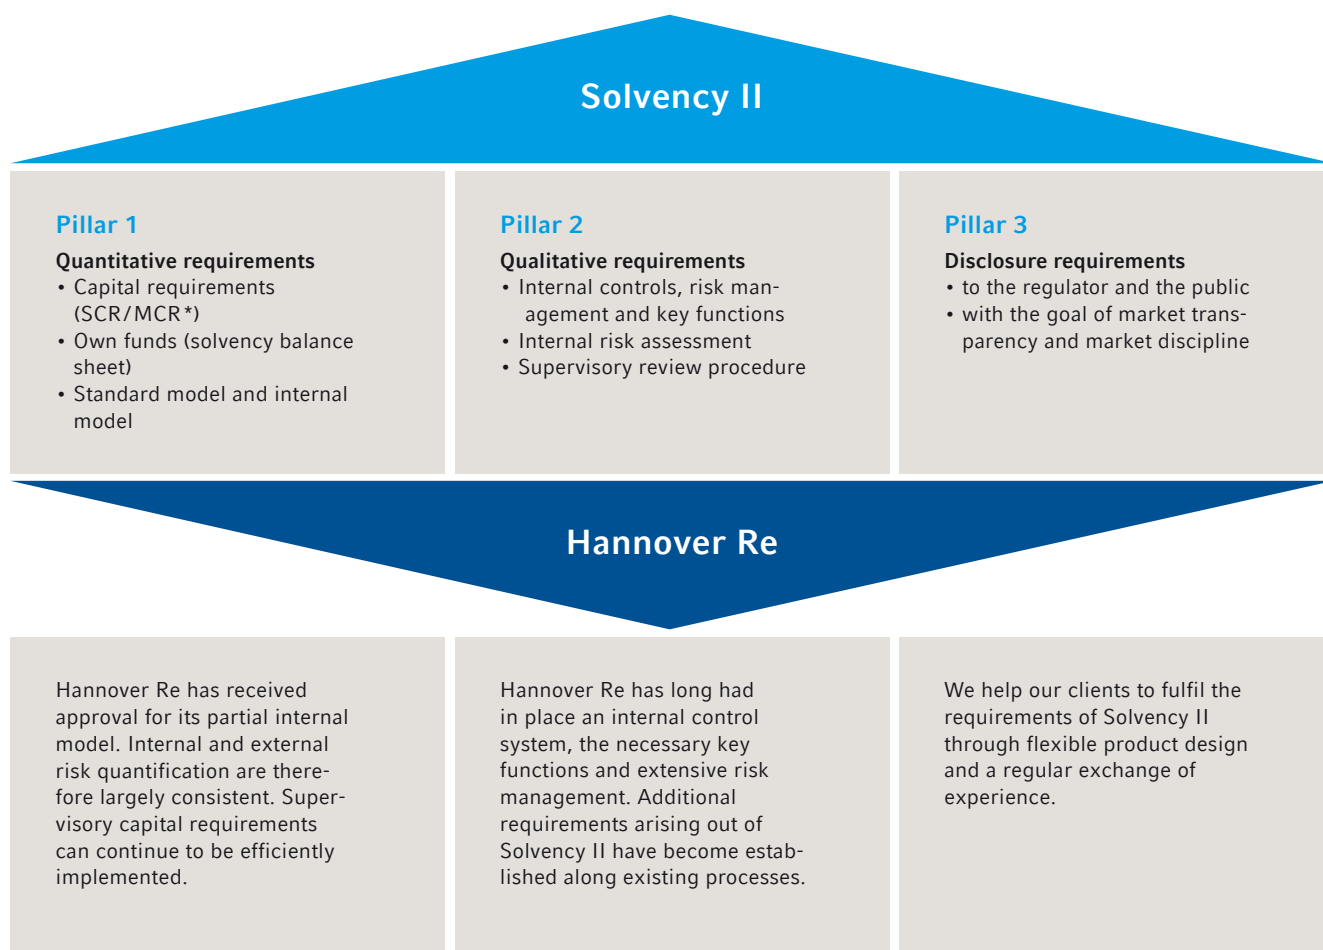 Solvency II
Pillar 1
Quantitative requirements
• Capital requirements
(SCR/MCR*)
• Own funds (solvency balance
sheet)
• Standard model and internal
model
Pillar 2
Qualitative requirements
• Internal controls, risk man-
agement and key functions
• Internal risk assessment
• Supervisory review procedure
Pillar 3
Disclosure requirements
• to the regulator and the public
• with the goal of market trans-
parency and market discipline
Hannover Re
Hannover Re has received
approval for its partial internal
model. Internal and external
risk quantification are there-
fore largely consistent. Super-
visory capital requirements
can continue to be efficiently
implemented.
Hannover Re has long had
in place an internal control
system, the necessary key
functions and extensive risk
management. Additional
requirements arising out of
Solvency II have become estab-
lished along existing processes.
We help our clients to fulfil the
requirements of Solvency II
through flexible product design
and a regular exchange of
experience.